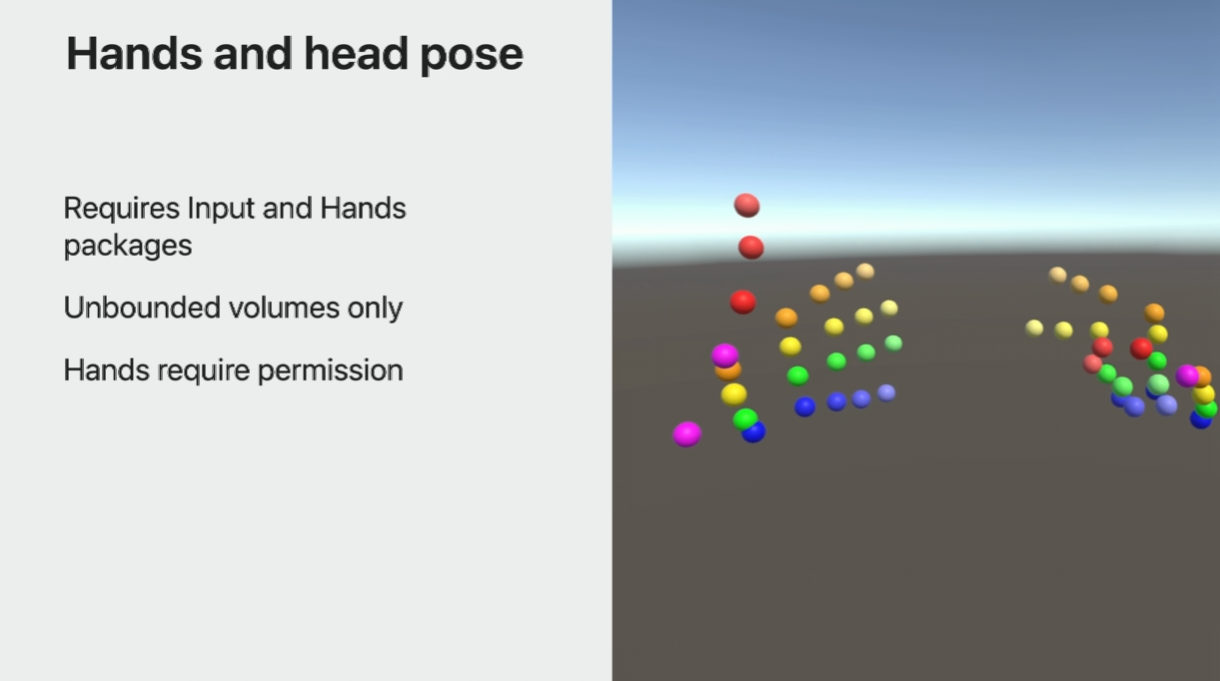 Hands and head pose
Requires Input and Hands
packages
Unbounded volumes only
Hands require permission